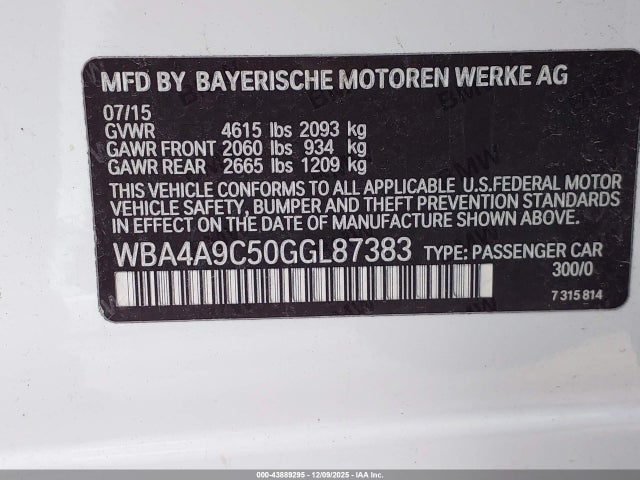 MFD BY BAYERISCHE MOTOREN WERKE AG
07/15
GVWR 4615 lbs 2093 kg
GAWR FRONT 2060 lbs 934 kg
GAWR REAR 2665 lbs 1209 kg
THIS VEHICLE CONFORMS TO ALL APPLICABLE U.S.FEDERAL MOTOR
VEHICLE SAFETY, BUMPER AND THEFT PREVENTION STANDARDS
IN EFFECT ON THE DATE OF MANUFACTURE SHOWN ABOVE.
WBA4A9C50GGL87383 TYPE: PASSENGER CAR
300/0
7 315 814
000-43889295 - 12/09/2025 - IAA Inc.